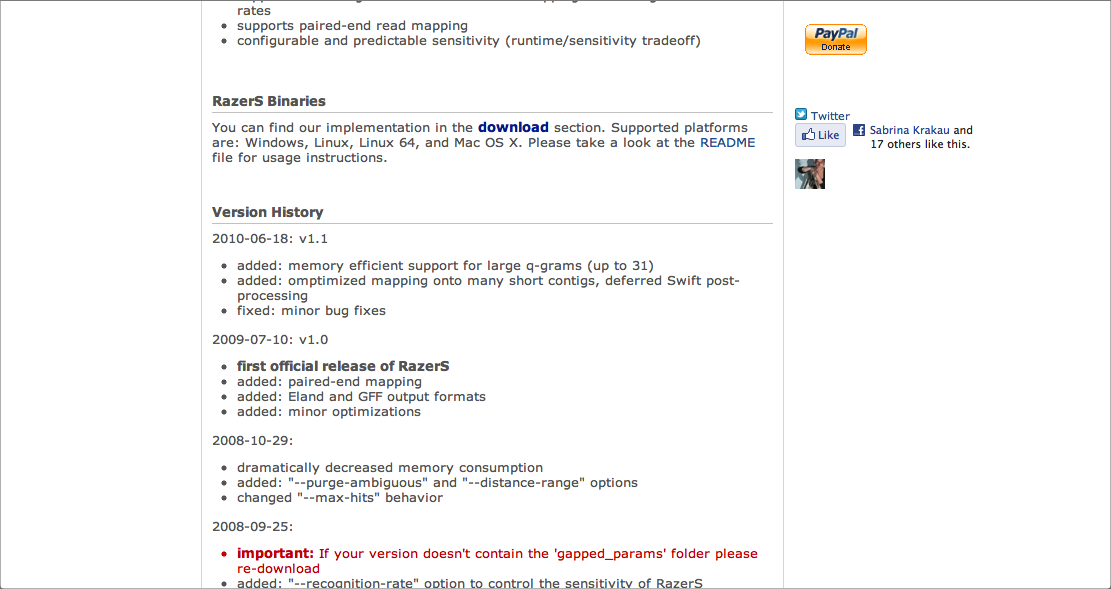 rates
supports paired-end read mapping
configurable and predictable sensitivity (runtime/sensitivity tradeoff)
RazerS Binaries
You can find our implementation in the download section. Supported platforms
are: Windows, Linux, Linux 64, and Mac OS X. Please take a look at the README
file for usage instructions.
Version History
2010-06-18: v1.1
added: memory efficient support for large q-grams (up to 31)
added: omptimized mapping onto many short contigs, deferred Swift post-
processing
fixed: minor bug fixes
2009-07-10: v1.0
first official release of RazerS
added: paired-end mapping
added: Eland and GFF output formats
added: minor optimizations
2008-10-29:
dramatically decreased memory consumption
added: "--purge-ambiguous" and "--distance-range" options
changed "--max-hits" behavior
2008-09-25:
important: If your version doesn't contain the 'gapped_params' folder please
re-download
added: "--recognition-rate" option to control the sensitivity of RazerS
PayPal
Donate
Twitter
Like
Sabrina Krakau and
17 others like this.